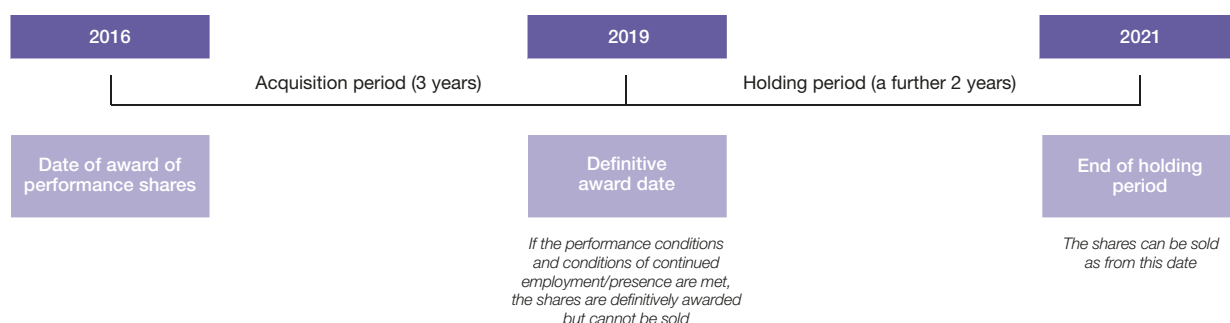 2016
2019
2021
Acquisition period (3 years)
Holding period (a further 2 years)
Date of award of
performance shares
Definitive
award date
End of holding
period
If the performance conditions
and conditions of continued
employment/presence are met,
the shares are definitively awarded
but cannot be sold
The shares can be sold
as from this date